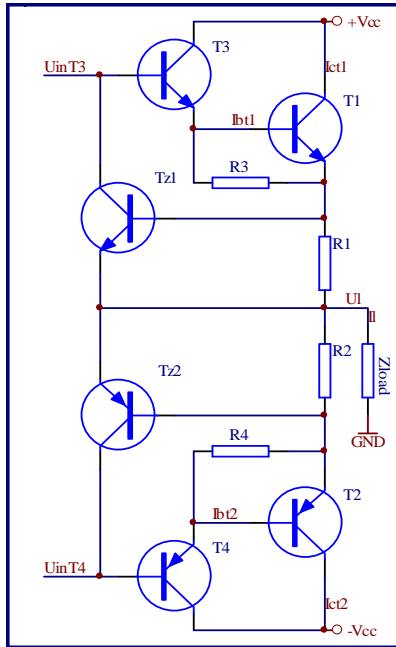 +Vcc
T3
UinT3
Ict1
T1
Ibt1
R3
Tz1
R1
Ul
Il
R2
Zload
Tz2
GND
R4
T2
Ibt2
T4
UinT4
Ict2
-Vcc